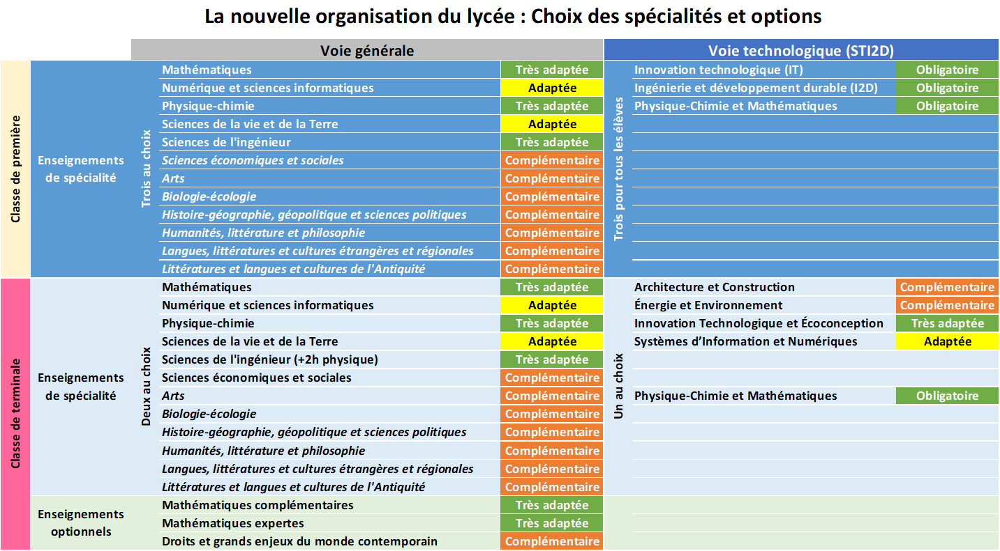 La nouvelle organisation du lycée : Choix des spécialités et options
Voie générale
Voie technologique (STI2D)
Classe de première
Enseignements
de spécialité
Trois au choix
Mathématiques Très adaptée
Numérique et sciences informatiques Adaptée
Physique-chimie Très adaptée
Sciences de la vie et de la Terre Adaptée
Sciences de l'ingénieur Très adaptée
Sciences économiques et sociales Complémentaire
Arts Complémentaire
Biologie-écologie Complémentaire
Histoire-géographie, géopolitique et sciences politiques Complémentaire
Humanités, littérature et philosophie Complémentaire
Langues, littératures et cultures étrangères et régionales Complémentaire
Littératures et langues et cultures de l'Antiquité Complémentaire
Trois pour tous les élèves
Innovation technologique (IT) Obligatoire
Ingénierie et développement durable (I2D) Obligatoire
Physique-Chimie et Mathématiques Obligatoire
Classe de terminale
Enseignements
de spécialité
Deux au choix
Mathématiques Très adaptée
Numérique et sciences informatiques Adaptée
Physique-chimie Très adaptée
Sciences de la vie et de la Terre Adaptée
Sciences de l'ingénieur (+2h physique) Très adaptée
Sciences économiques et sociales Complémentaire
Arts Complémentaire
Biologie-écologie Complémentaire
Histoire-géographie, géopolitique et sciences politiques Complémentaire
Humanités, littérature et philosophie Complémentaire
Langues, littératures et cultures étrangères et régionales Complémentaire
Littératures et langues et cultures de l'Antiquité Complémentaire
Un au choix
Architecture et Construction Complémentaire
Énergie et Environnement Complémentaire
Innovation Technologique et Écoconception Très adaptée
Systèmes d’Information et Numériques Adaptée
Physique-Chimie et Mathématiques Obligatoire
Enseignements
optionnels
Mathématiques complémentaires Très adaptée
Mathématiques expertes Très adaptée
Droits et grands enjeux du monde contemporain Complémentaire